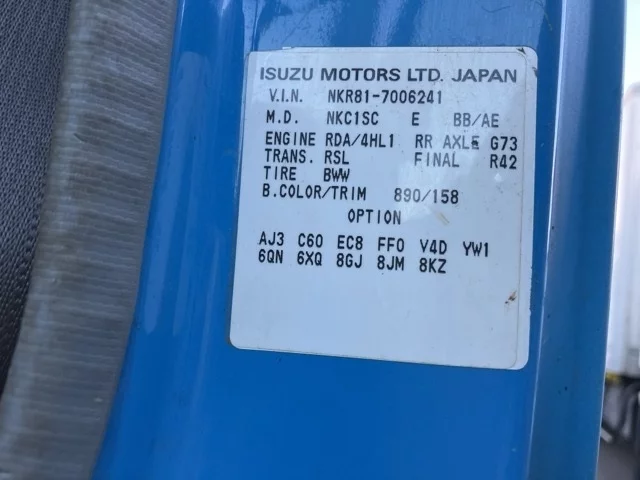 ISUZU MOTORS LTD. JAPAN
V.I.N. NKR81-7006241
M.D. NKC1SC E BB/AE
ENGINE RDA/4HL1 RR AXLE G73
TRANS. RSL FINAL R42
TIRE BWW
B.COLOR/TRIM 890/158
OPTION
AJ3 C60 EC8 FF0 V4D YW1
6QN 6XQ 8GJ 8JM 8KZ